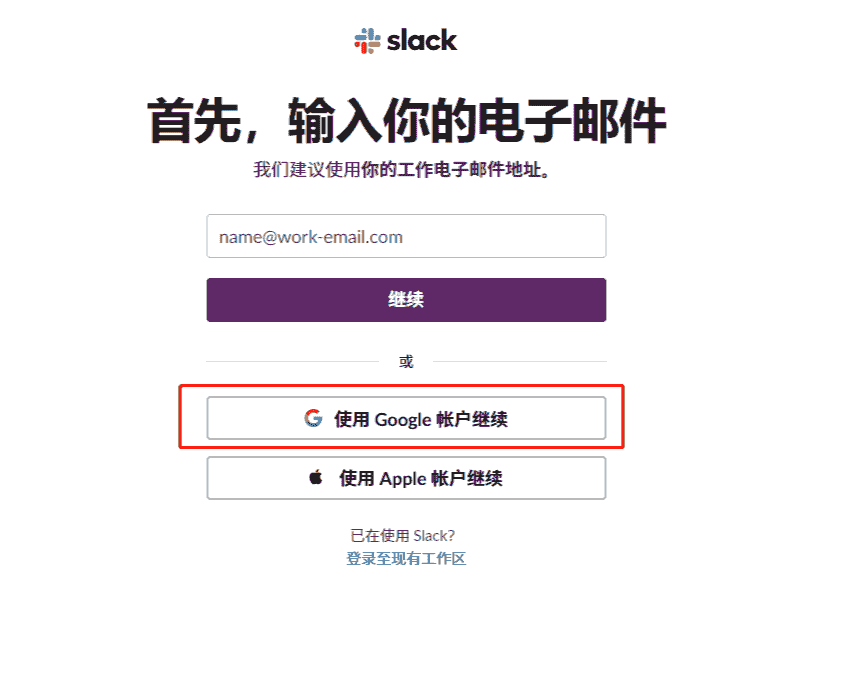 slack
首先，输入你的电子邮件
我们建议使用你的工作电子邮件地址。
name@work-email.com
继续
或
使用 Google 帐户继续
使用 Apple 帐户继续
已在使用 Slack?
登录至现有工作区